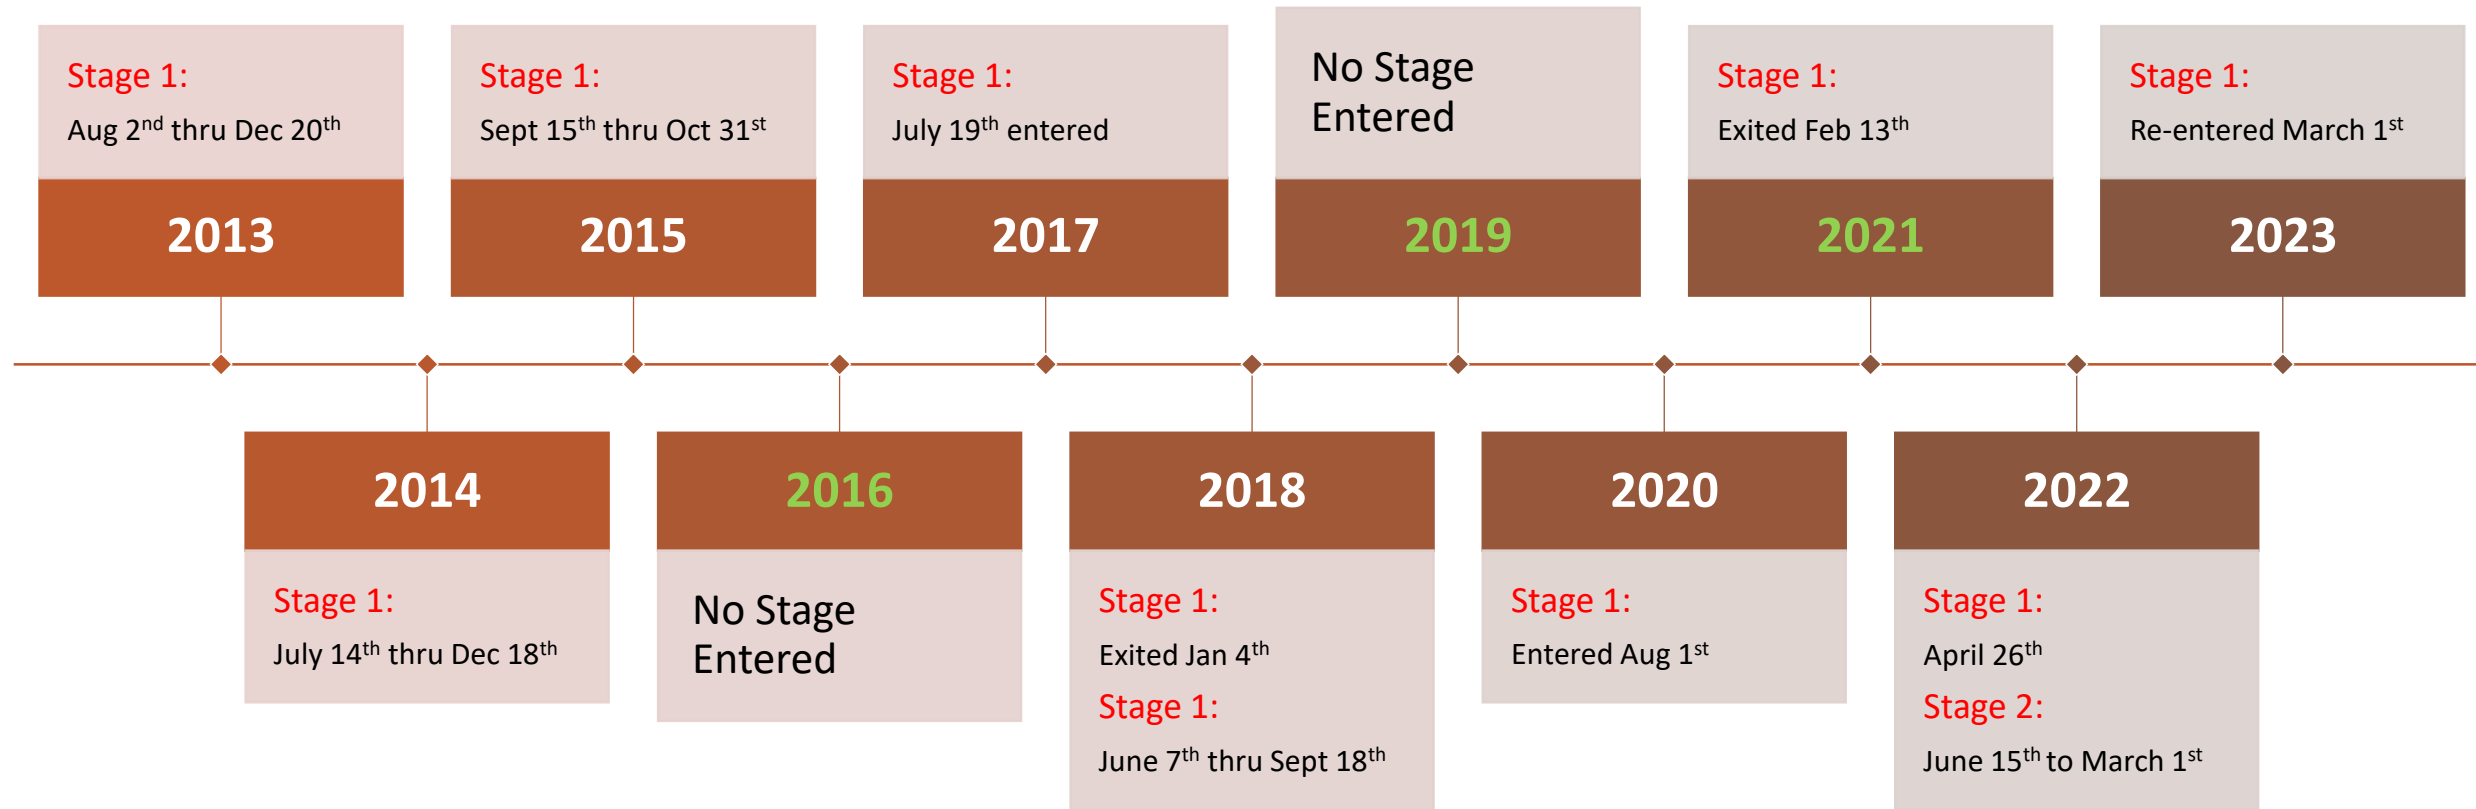 Stage 1:
Aug 2nd thru Dec 20th
2013
Stage 1:
Sept 15th thru Oct 31st
2015
Stage 1:
July 19th entered
2017
No Stage
Entered
2019
Stage 1:
Exited Feb 13th
2021
Stage 1:
Re-entered March 1st
2023
2014
Stage 1:
July 14th thru Dec 18th
2016
No Stage
Entered
2018
Stage 1:
Exited Jan 4th
Stage 1:
June 7th thru Sept 18th
2020
Stage 1:
Entered Aug 1st
2022
Stage 1:
April 26th
Stage 2:
June 15th to March 1st